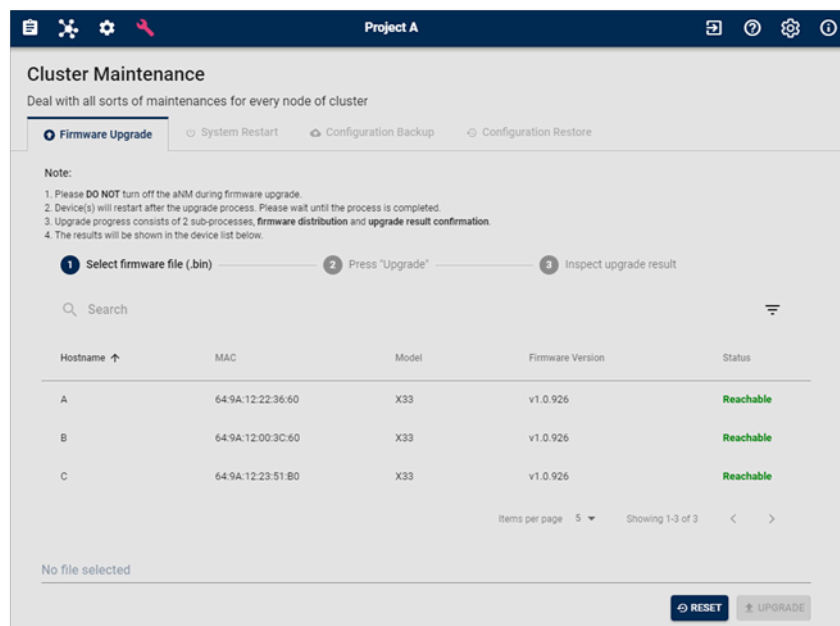 Project A
Cluster Maintenance
Deal with all sorts of maintenances for every node of cluster
Firmware Upgrade System Restart Configuration Backup Configuration Restore
Note:
1. Please DO NOT turn off the aNM during firmware upgrade.
2. Device(s) will restart after the upgrade process. Please wait until the process is completed.
3. Upgrade progress consists of 2 sub-processes, firmware distribution and upgrade result confirmation.
4. The results will be shown in the device list below.
1 Select firmware file (.bin) 2 Press "Upgrade" 3 Inspect upgrade result
Search
Hostname MAC Model Firmware Version Status
A 64:9A:12:22:36:60 X33 v1.0.926 Reachable
B 64:9A:12:00:3C:60 X33 v1.0.926 Reachable
C 64:9A:12:23:51:B0 X33 v1.0.926 Reachable
Items per page 5 Showing 1-3 of 3
No file selected
RESET UPGRADE